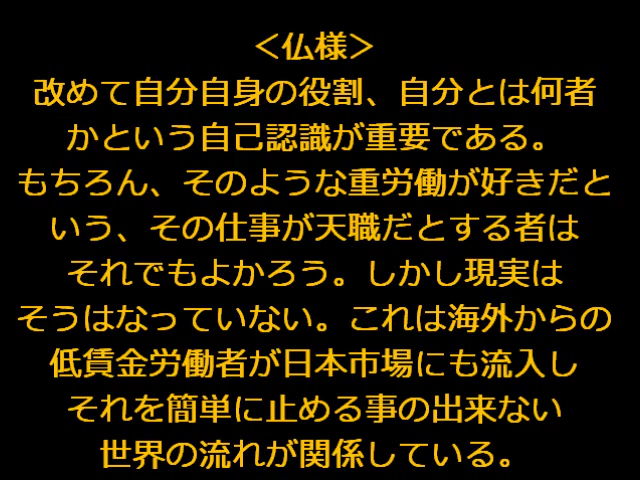 ＜仏様＞
改めて自分自身の役割、自分とは何者
かという自己認識が重要である。
もちろん、そのような重労働が好きだと
いう、その仕事が天職だとする者は
それでもよかろう。しかし現実は
そうはなっていない。これは海外からの
低賃金労働者が日本市場にも流入し
それを簡単に止める事の出来ない
世界の流れが関係している。